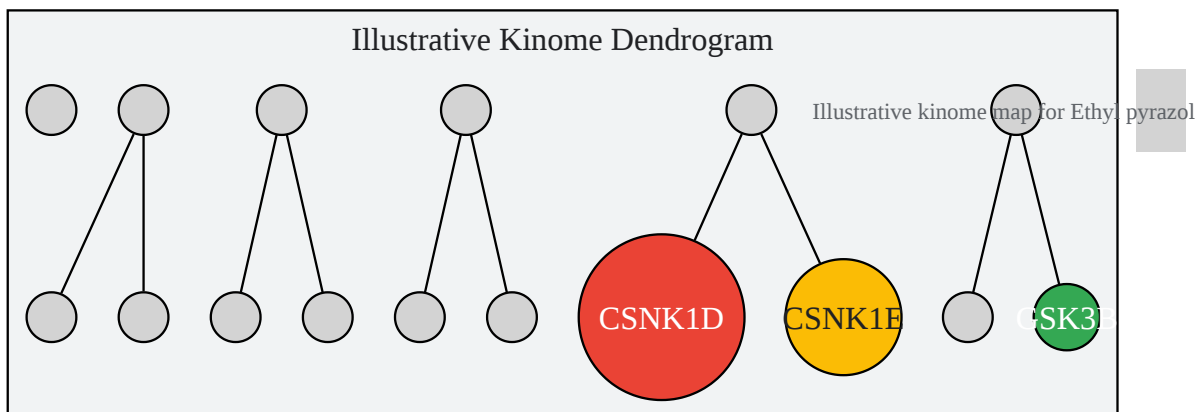 Illustrative Kinome Dendrogram
Illustrative kinome map for Ethyl pyrazol
CSNK1D
CSNK1E
GSK3B